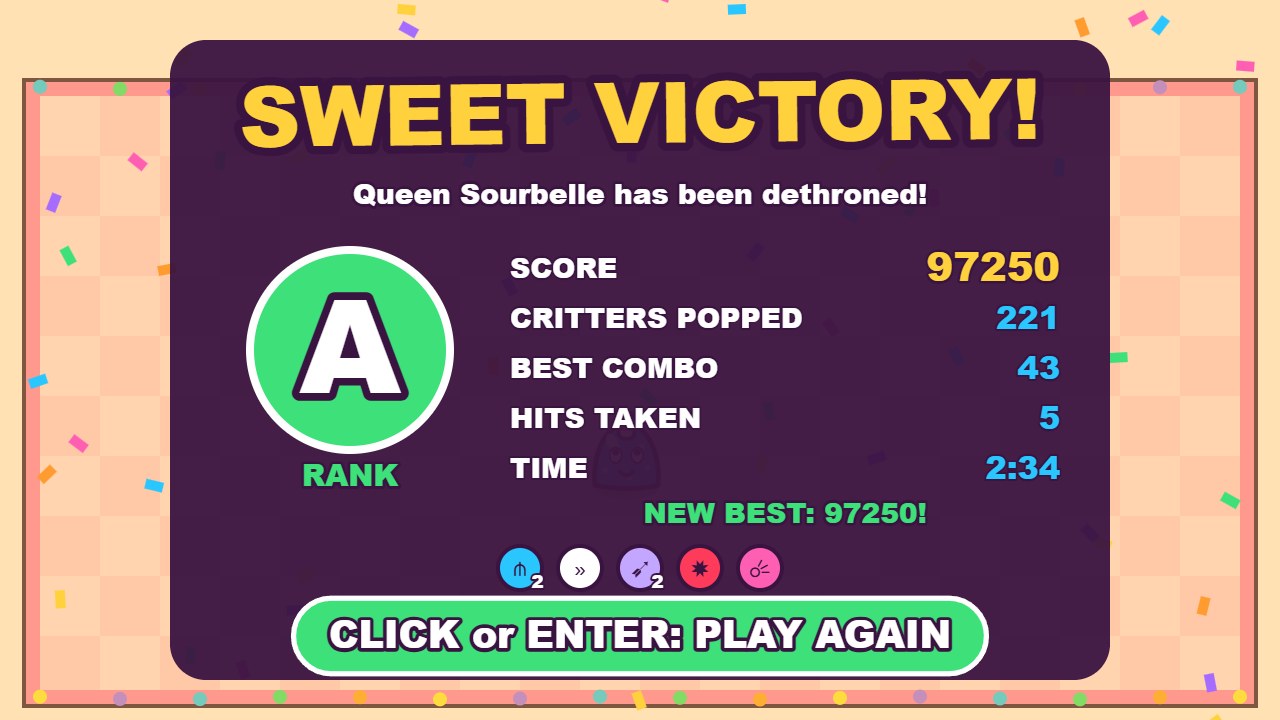 SWEET VICTORY!
Queen Sourbelle has been dethroned!
A
RANK
SCORE 97250
CRITTERS POPPED 221
BEST COMBO 43
HITS TAKEN 5
TIME 2:34
NEW BEST: 97250!
2 » 2
CLICK or ENTER: PLAY AGAIN